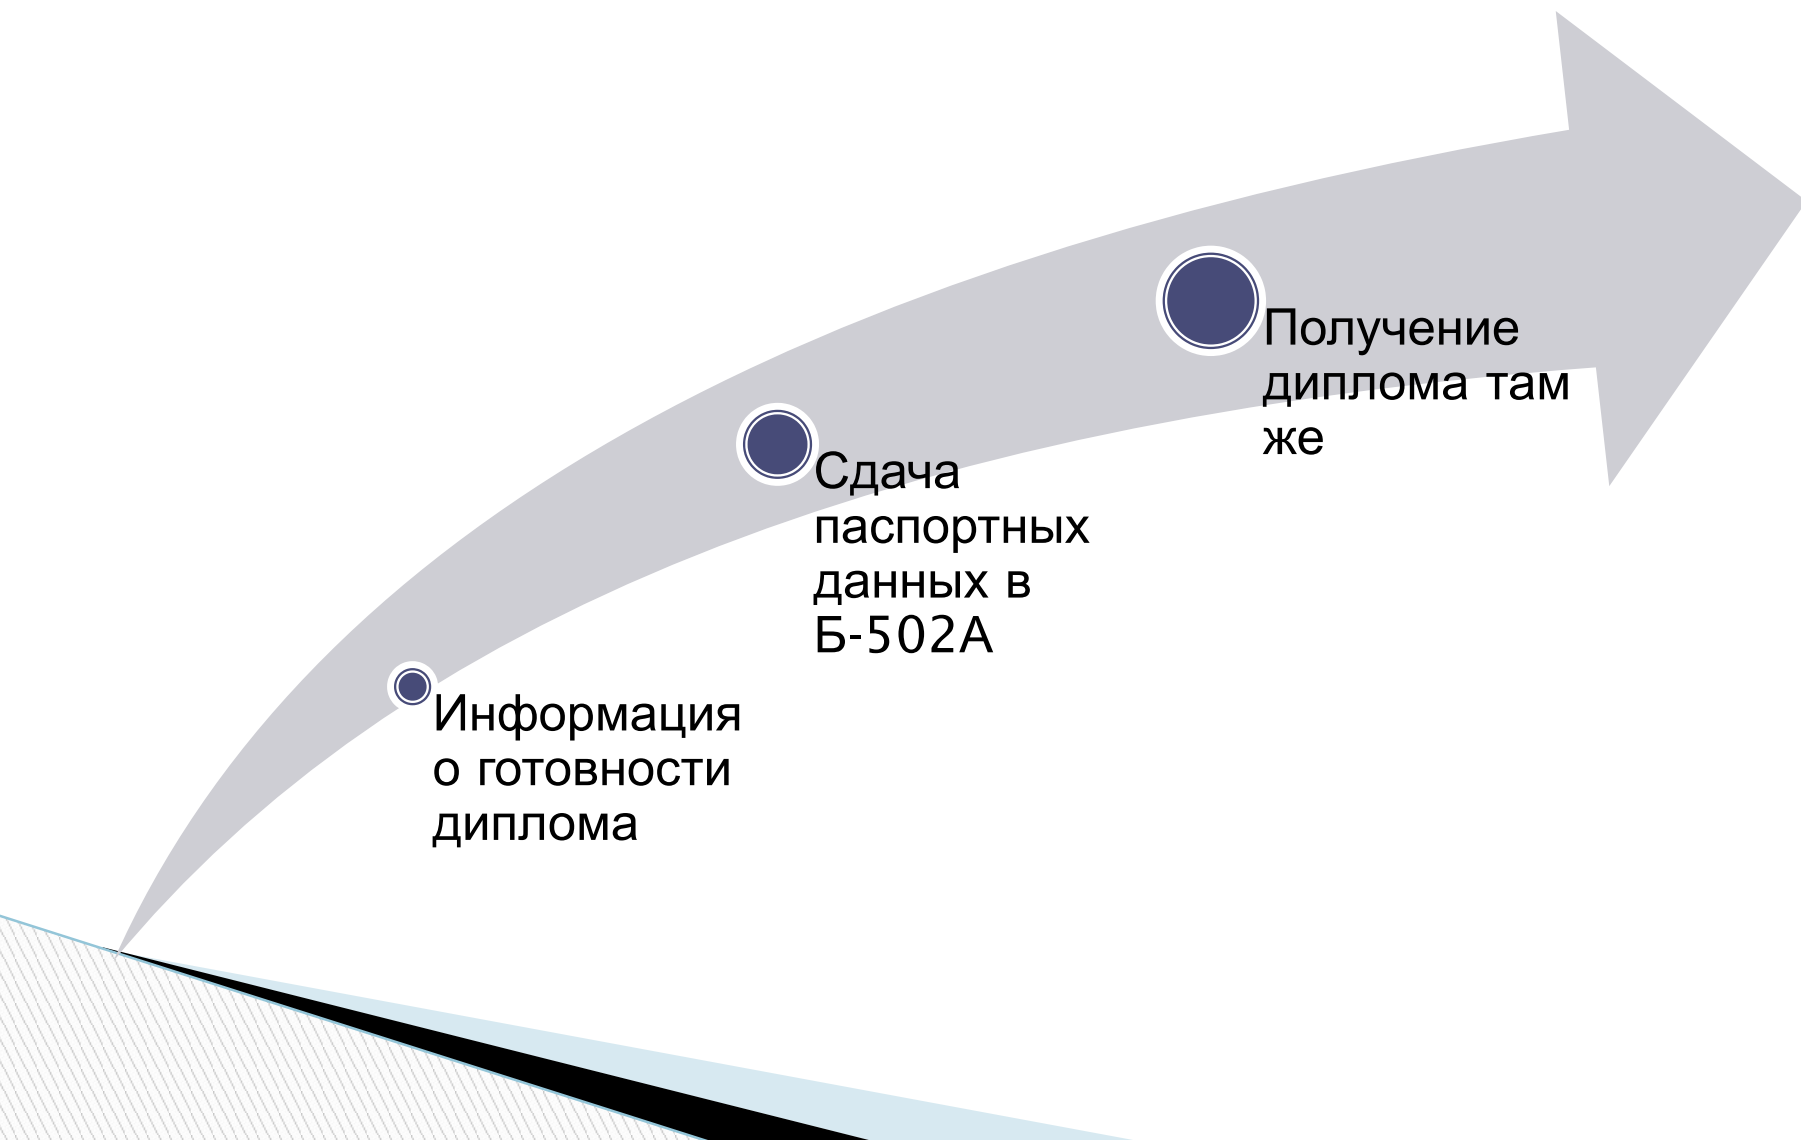 Информация
о готовности
диплома
Сдача
паспортных
данных в
Б-502А
Получение
диплома там
же